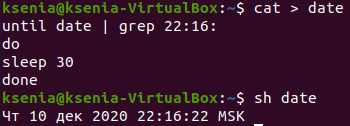 ksenia@ksenia-VirtualBox:~$ cat > date
until date | grep 22:16:
do
sleep 30
done
ksenia@ksenia-VirtualBox:~$ sh date
Чт 10 дек 2020 22:16:22 MSK